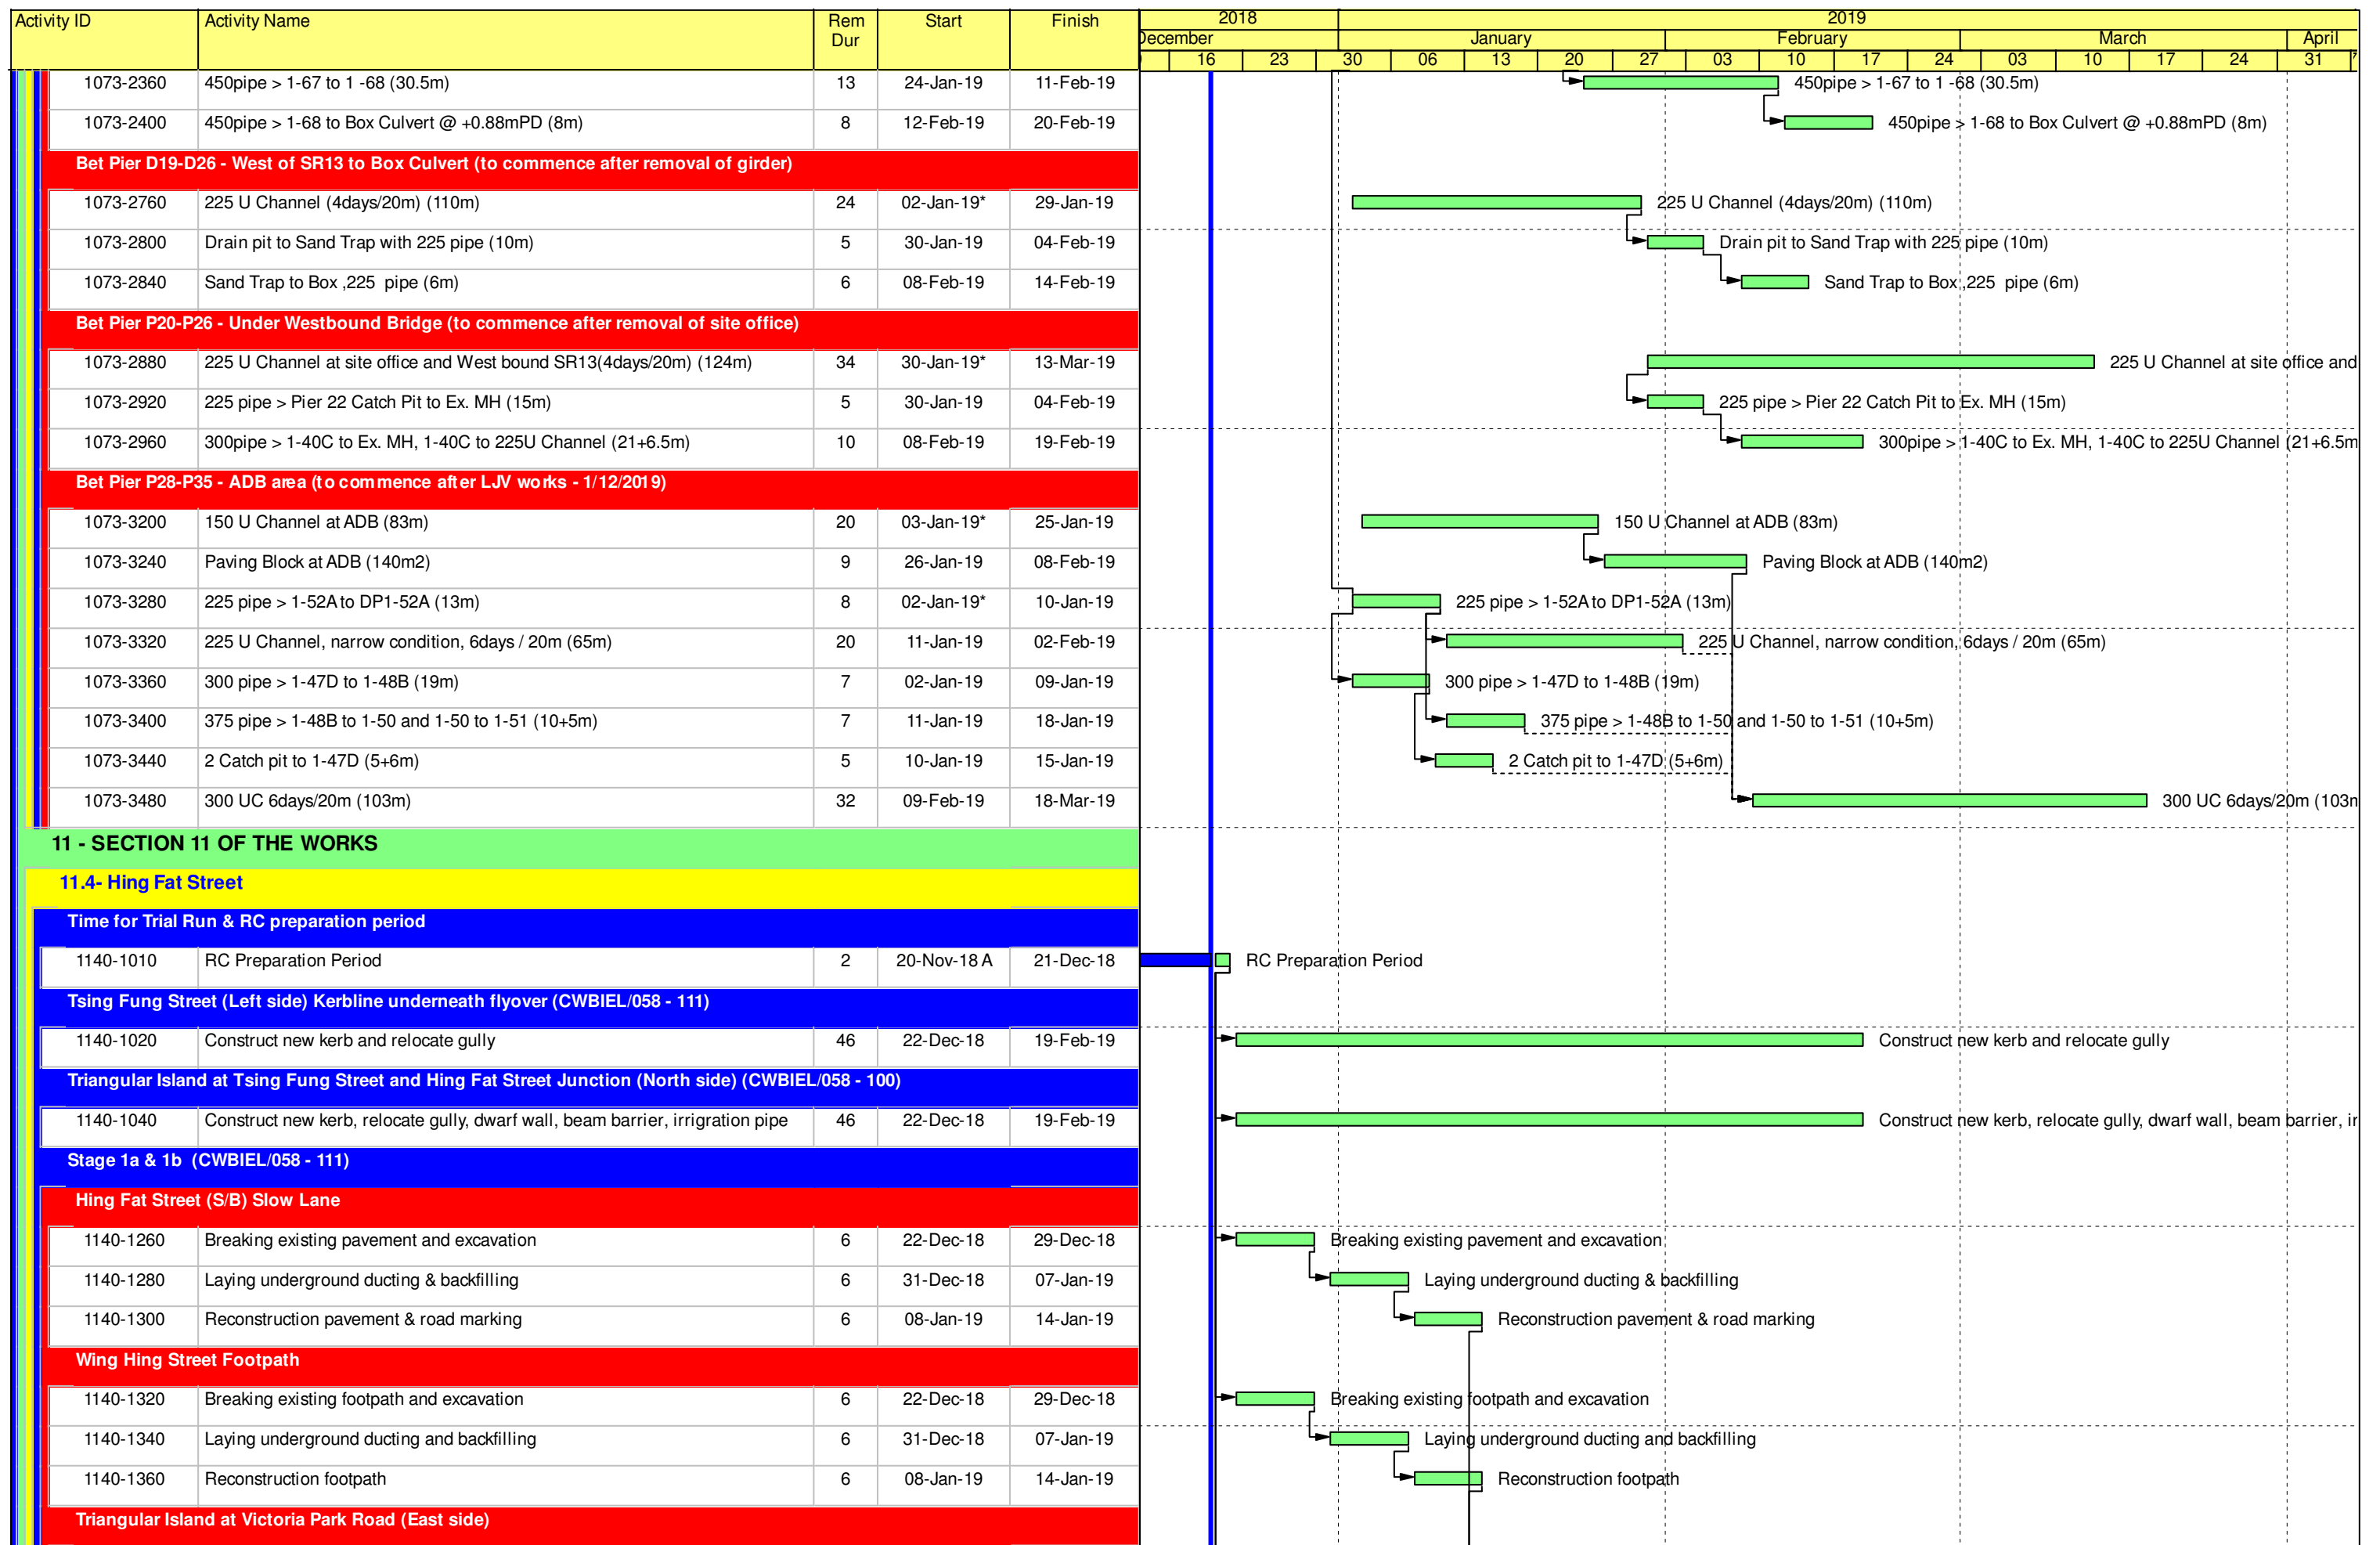 Activity ID Activity Name Rem Dur Start Finish 2018 2019
December January February March April
16 23 30 06 13 20 27 03 10 17 24 03 10 17 24 31
1073-2360 450pipe > 1-67 to 1 -68 (30.5m) 13 24-Jan-19 11-Feb-19 450pipe > 1-67 to 1 -68 (30.5m)
1073-2400 450pipe > 1-68 to Box Culvert @ +0.88mPD (8m) 8 12-Feb-19 20-Feb-19 450pipe > 1-68 to Box Culvert @ +0.88mPD (8m)
Bet Pier D19-D26 - West of SR13 to Box Culvert (to commence after removal of girder)
1073-2760 225 U Channel (4days/20m) (110m) 24 02-Jan-19* 29-Jan-19 225 U Channel (4days/20m) (110m)
1073-2800 Drain pit to Sand Trap with 225 pipe (10m) 5 30-Jan-19 04-Feb-19 Drain pit to Sand Trap with 225 pipe (10m)
1073-2840 Sand Trap to Box ,225 pipe (6m) 6 08-Feb-19 14-Feb-19 Sand Trap to Box ,225 pipe (6m)
Bet Pier P20-P26 - Under Westbound Bridge (to commence after removal of site office)
1073-2880 225 U Channel at site office and West bound SR13(4days/20m) (124m) 34 30-Jan-19* 13-Mar-19 225 U Channel at site office and
1073-2920 225 pipe > Pier 22 Catch Pit to Ex. MH (15m) 5 30-Jan-19 04-Feb-19 225 pipe > Pier 22 Catch Pit to Ex. MH (15m)
1073-2960 300pipe > 1-40C to Ex. MH, 1-40C to 225U Channel (21+6.5m) 10 08-Feb-19 19-Feb-19 300pipe > 1-40C to Ex. MH, 1-40C to 225U Channel (21+6.5m
Bet Pier P28-P35 - ADB area (to commence after LJV works - 1/12/2019)
1073-3200 150 U Channel at ADB (83m) 20 03-Jan-19* 25-Jan-19 150 U Channel at ADB (83m)
1073-3240 Paving Block at ADB (140m2) 9 26-Jan-19 08-Feb-19 Paving Block at ADB (140m2)
1073-3280 225 pipe > 1-52A to DP1-52A (13m) 8 02-Jan-19* 10-Jan-19 225 pipe > 1-52A to DP1-52A (13m)
1073-3320 225 U Channel, narrow condition, 6days / 20m (65m) 20 11-Jan-19 02-Feb-19 225 U Channel, narrow condition, 6days / 20m (65m)
1073-3360 300 pipe > 1-47D to 1-48B (19m) 7 02-Jan-19 09-Jan-19 300 pipe > 1-47D to 1-48B (19m)
1073-3400 375 pipe > 1-48B to 1-50 and 1-50 to 1-51 (10+5m) 7 11-Jan-19 18-Jan-19 375 pipe > 1-48B to 1-50 and 1-50 to 1-51 (10+5m)
1073-3440 2 Catch pit to 1-47D (5+6m) 5 10-Jan-19 15-Jan-19 2 Catch pit to 1-47D (5+6m)
1073-3480 300 UC 6days/20m (103m) 32 09-Feb-19 18-Mar-19 300 UC 6days/20m (103m
11 - SECTION 11 OF THE WORKS
11.4- Hing Fat Street
Time for Trial Run & RC preparation period
1140-1010 RC Preparation Period 2 20-Nov-18 A 21-Dec-18 RC Preparation Period
Tsing Fung Street (Left side) Kerbline underneath flyover (CWBIEL/058 - 111)
1140-1020 Construct new kerb and relocate gully 46 22-Dec-18 19-Feb-19 Construct new kerb and relocate gully
Triangular Island at Tsing Fung Street and Hing Fat Street Junction (North side) (CWBIEL/058 - 100)
1140-1040 Construct new kerb, relocate gully, dwarf wall, beam barrier, irrigration pipe 46 22-Dec-18 19-Feb-19 Construct new kerb, relocate gully, dwarf wall, beam barrier, ir
Stage 1a & 1b (CWBIEL/058 - 111)
Hing Fat Street (S/B) Slow Lane
1140-1260 Breaking existing pavement and excavation 6 22-Dec-18 29-Dec-18 Breaking existing pavement and excavation
1140-1280 Laying underground ducting & backfilling 6 31-Dec-18 07-Jan-19 Laying underground ducting & backfilling
1140-1300 Reconstruction pavement & road marking 6 08-Jan-19 14-Jan-19 Reconstruction pavement & road marking
Wing Hing Street Footpath
1140-1320 Breaking existing footpath and excavation 6 22-Dec-18 29-Dec-18 Breaking existing footpath and excavation
1140-1340 Laying underground ducting and backfilling 6 31-Dec-18 07-Jan-19 Laying underground ducting and backfilling
1140-1360 Reconstruction footpath 6 08-Jan-19 14-Jan-19 Reconstruction footpath
Triangular Island at Victoria Park Road (East side)